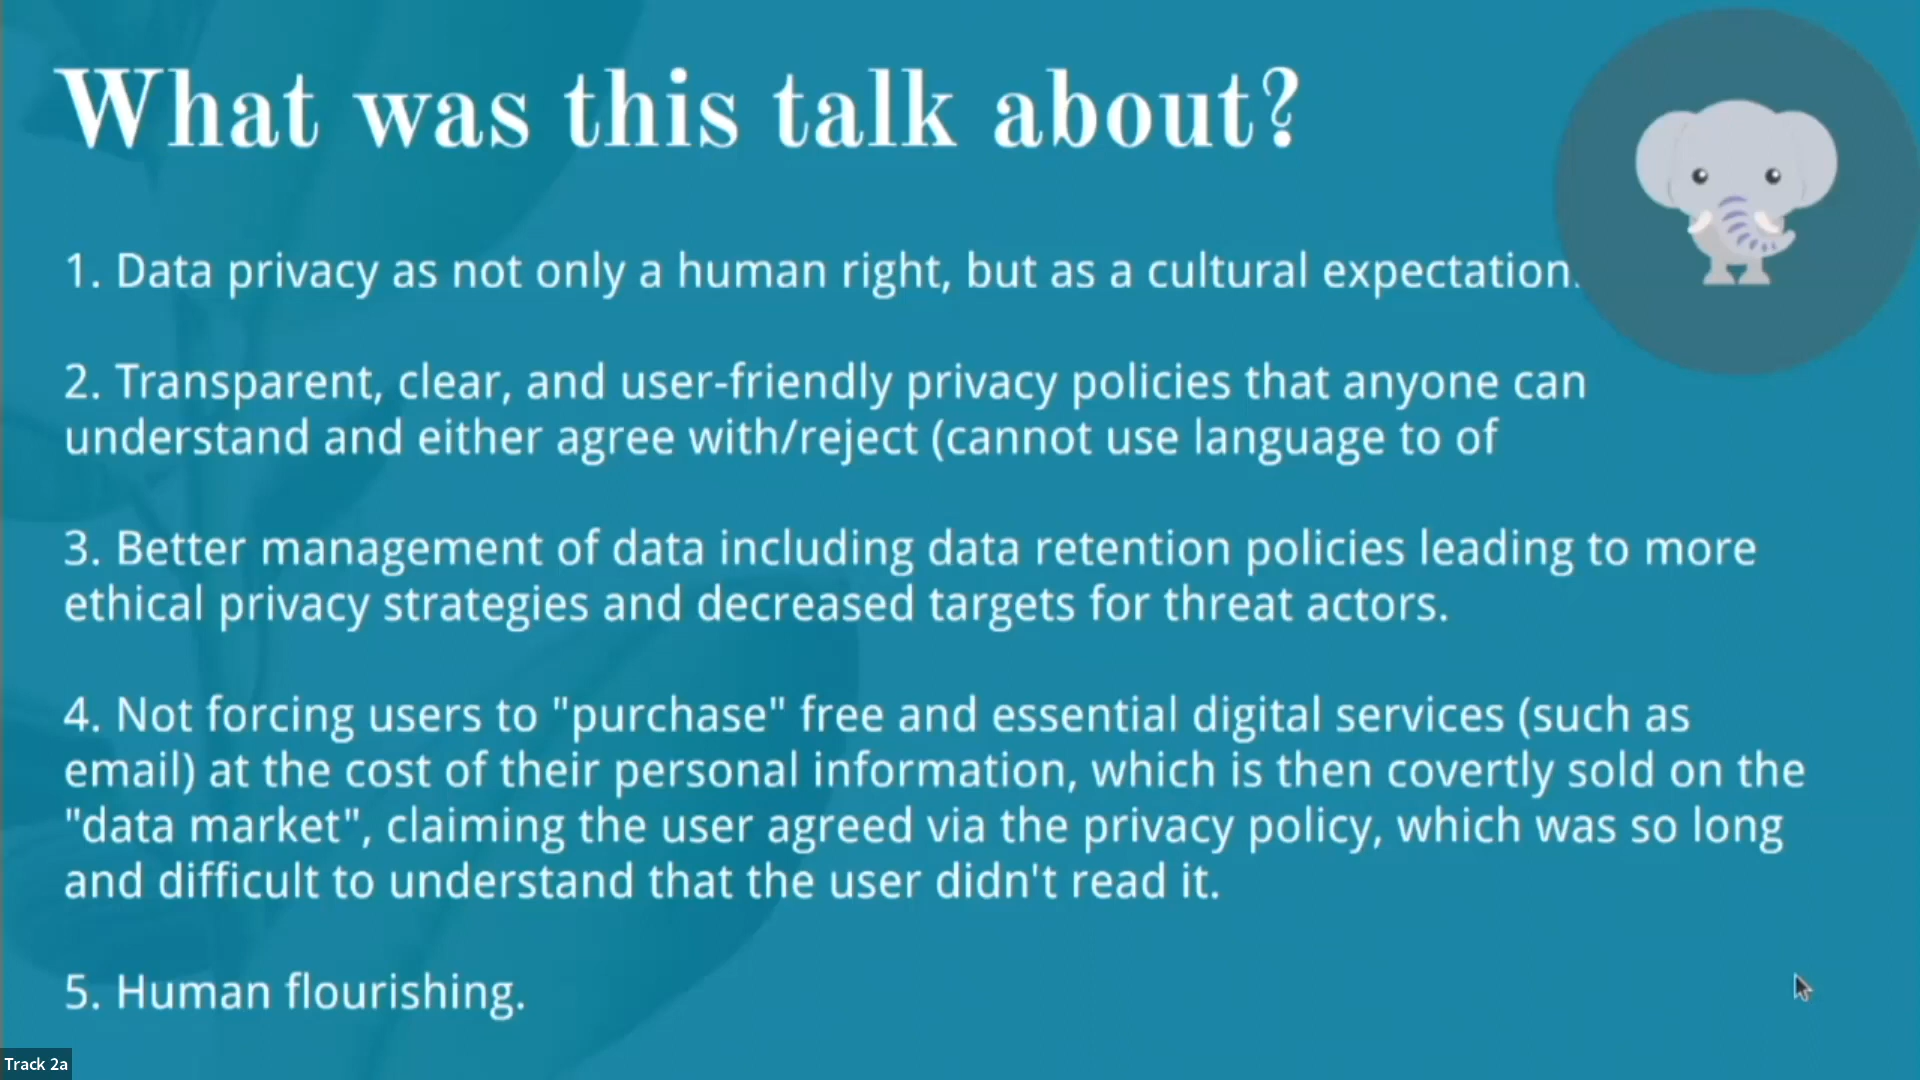 What was this talk about?
1. Data privacy as not only a human right, but as a cultural expectation.
2. Transparent, clear, and user-friendly privacy policies that anyone can
understand and either agree with/reject (cannot use language to of
3. Better management of data including data retention policies leading to more
ethical privacy strategies and decreased targets for threat actors.
4. Not forcing users to "purchase" free and essential digital services (such as
email) at the cost of their personal information, which is then covertly sold on the
"data market", claiming the user agreed via the privacy policy, which was so long
and difficult to understand that the user didn't read it.
5. Human flourishing.
Track 2a